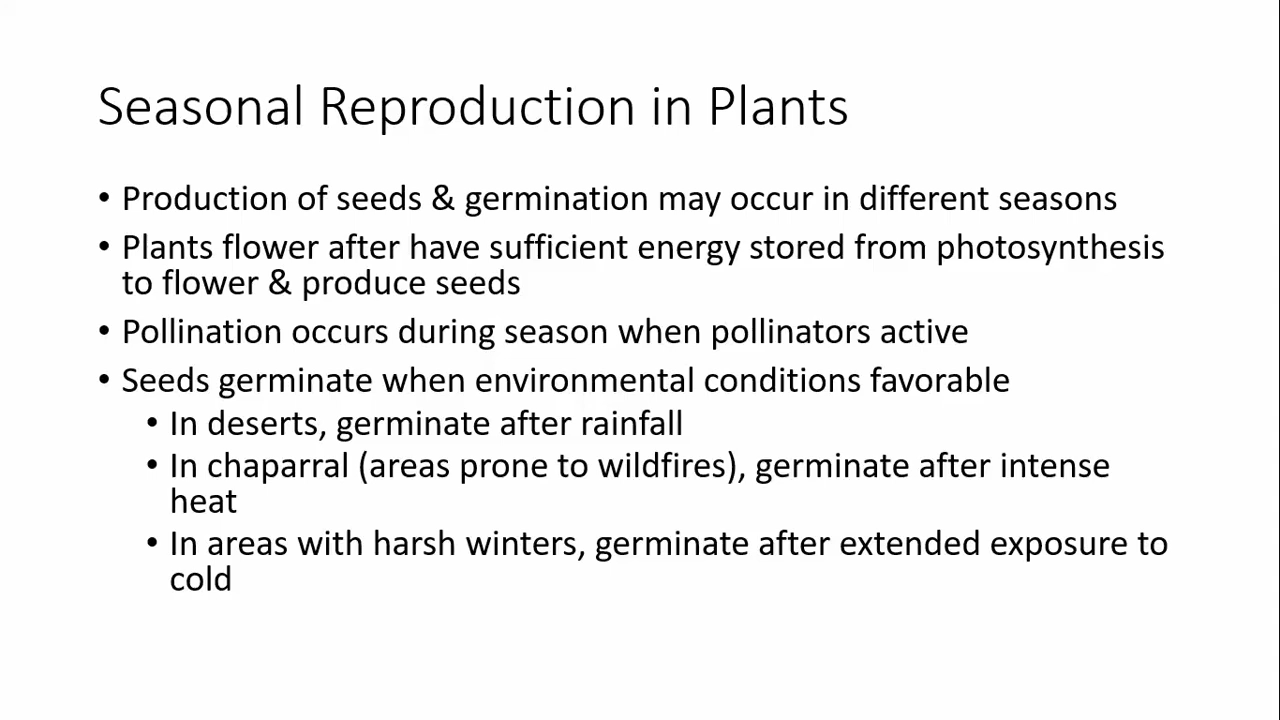 Seasonal Reproduction in Plants
• Production of seeds & germination may occur in different seasons
• Plants flower after have sufficient energy stored from photosynthesis
to flower & produce seeds
• Pollination occurs during season when pollinators active
• Seeds germinate when environmental conditions favorable
• In deserts, germinate after rainfall
• In chaparral (areas prone to wildfires), germinate after intense
heat
• In areas with harsh winters, germinate after extended exposure to
cold